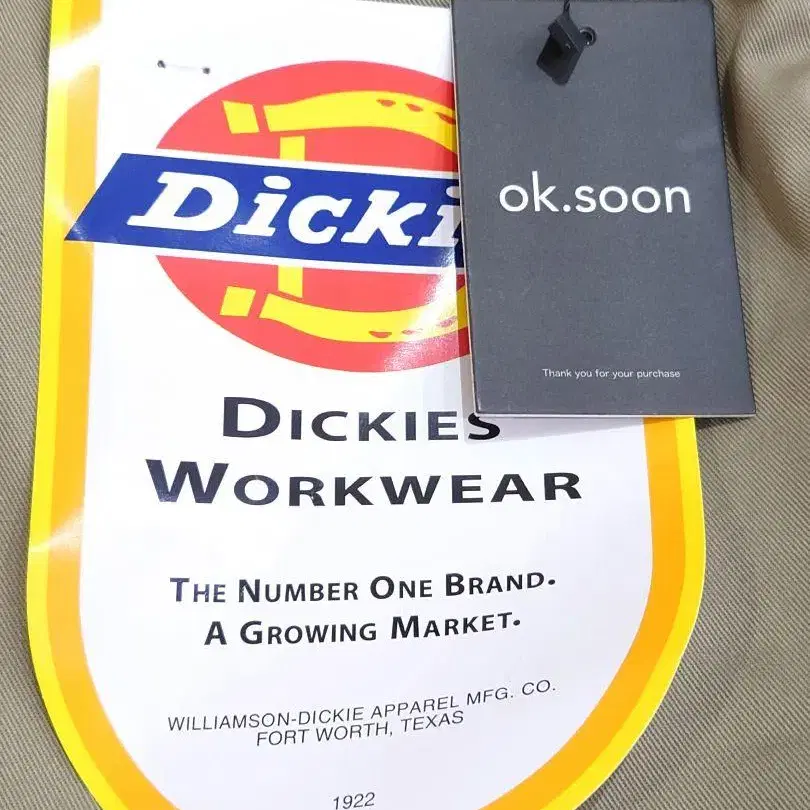 Dicki
DICKIES
WORKWEAR
THE NUMBER ONE BRAND.
A GROWING MARKET.
WILLIAMSON-DICKIE APPAREL MFG. CO.
FORT WORTH, TEXAS
1922
ok.soon
Thank you for your purchase